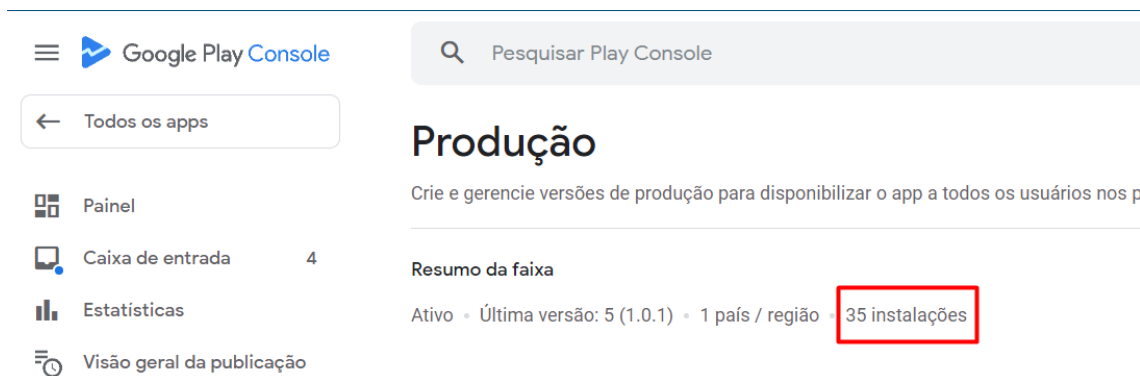 Google Play Console
Pesquisar Play Console
Todos os apps
Produção
Crie e gerencie versões de produção para disponibilizar o app a todos os usuários nos p
Painel
Caixa de entrada 4
Resumo da faixa
Estatísticas
Ativo • Última versão: 5 (1.0.1) • 1 país / região • 35 instalações
Visão geral da publicação